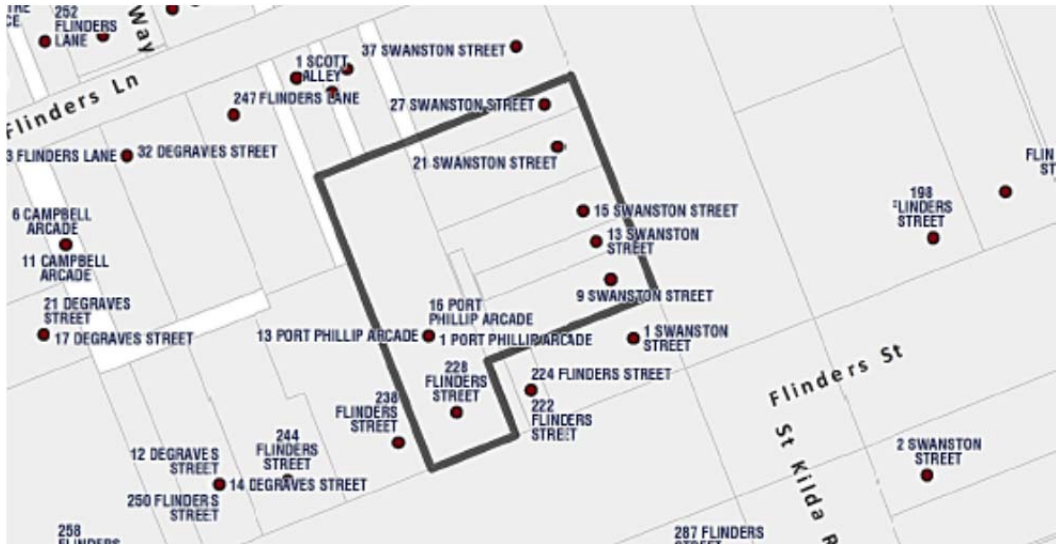 252
FLINDERS
LANE
Way
37 SWANSTON STREET
1 SCOTT
ALLEY
27 SWANSTON STREET
247 FLINDERS LANE
Flinders Ln
3 FLINDERS LANE
32 DEGRAVES STREET
21 SWANSTON STREET
15 SWANSTON STREET
13 SWANSTON
STREET
198
FLINDERS
STREET
6 CAMPBELL
ARCADE
11 CAMPBELL
ARCADE
9 SWANSTON STREET
21 DEGRAVES
STREET
17 DEGRAVES STREET
16 PORT
PHILLIP ARCADE
13 PORT PHILLIP ARCADE
1 PORT PHILLIP ARCADE
1 SWANSTON
STREET
228
FLINDERS
STREET
224 FLINDERS STREET
222
FLINDERS
STREET
Flinders St
238
FLINDERS
STREET
244
FLINDERS
STREET
12 DEGRAVES
STREET
14 DEGRAVES STREET
250 FLINDERS
STREET
St Kilda R
2 SWANSTON
STREET
258
FLINDERS
287 FLINDERS
STREET